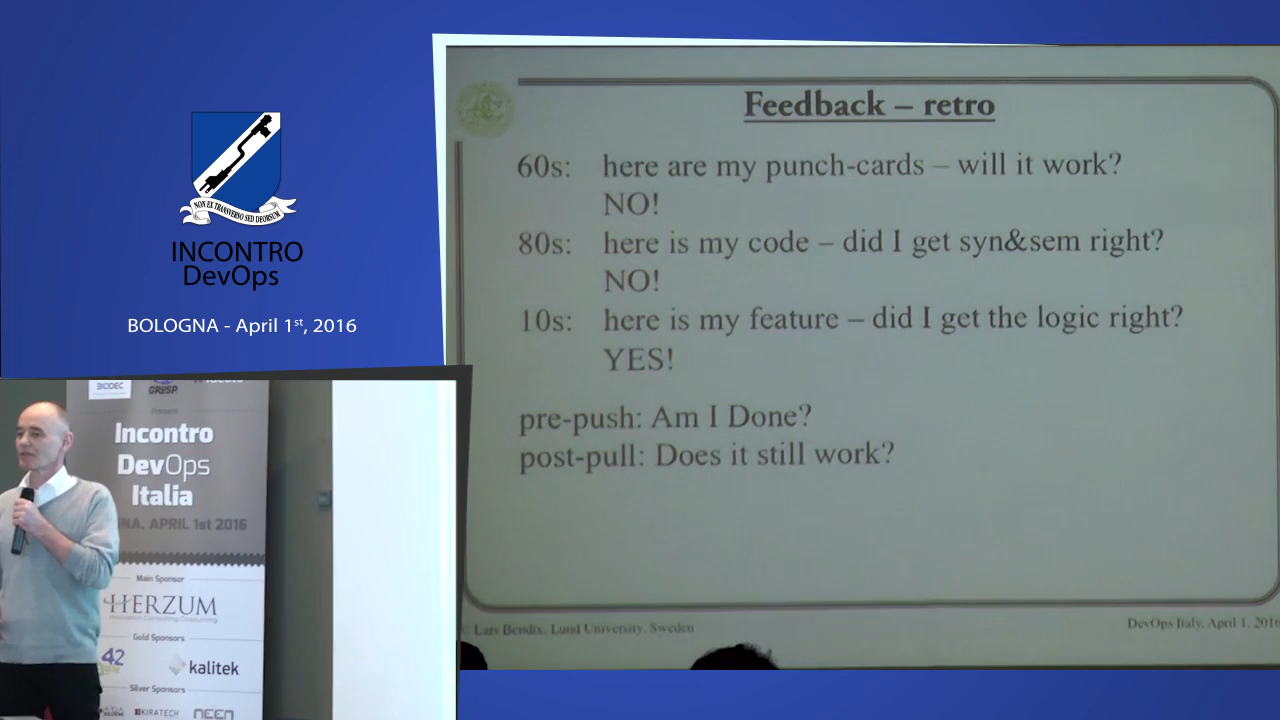 NON EX TRANSVERSO SED DEORSUM
INCONTRO
DevOps
BOLOGNA - April 1st, 2016
Feedback – retro
60s: here are my punch-cards – will it work?
NO!
80s: here is my code – did I get syn&sem right?
NO!
10s: here is my feature – did I get the logic right?
YES!
pre-push: Am I Done?
post-pull: Does it still work?
© Lars Bendix, Lund University, Sweden
DevOps Italy, April 1, 2016
BIODEC
GRUSP
Present
Incontro
DevOps
Italia
GNA, APRIL 1st 2016
Main Sponsor
HERZUM
Gold Sponsors
42
kalitek
Silver Sponsors
KIRATECH